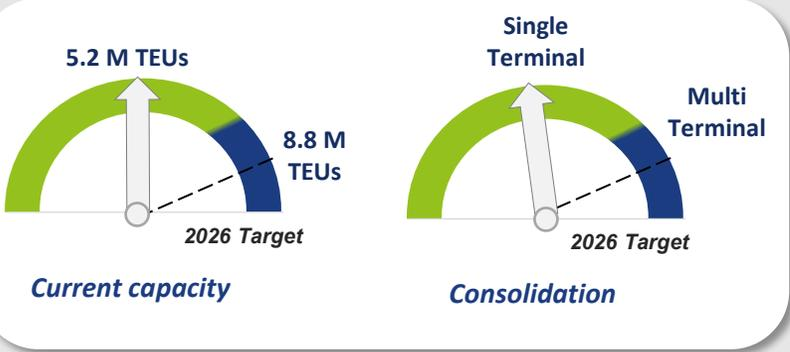 5.2 M TEUs
8.8 M
TEUs
2026 Target
Current capacity
Single
Terminal
Multi
Terminal
2026 Target
Consolidation